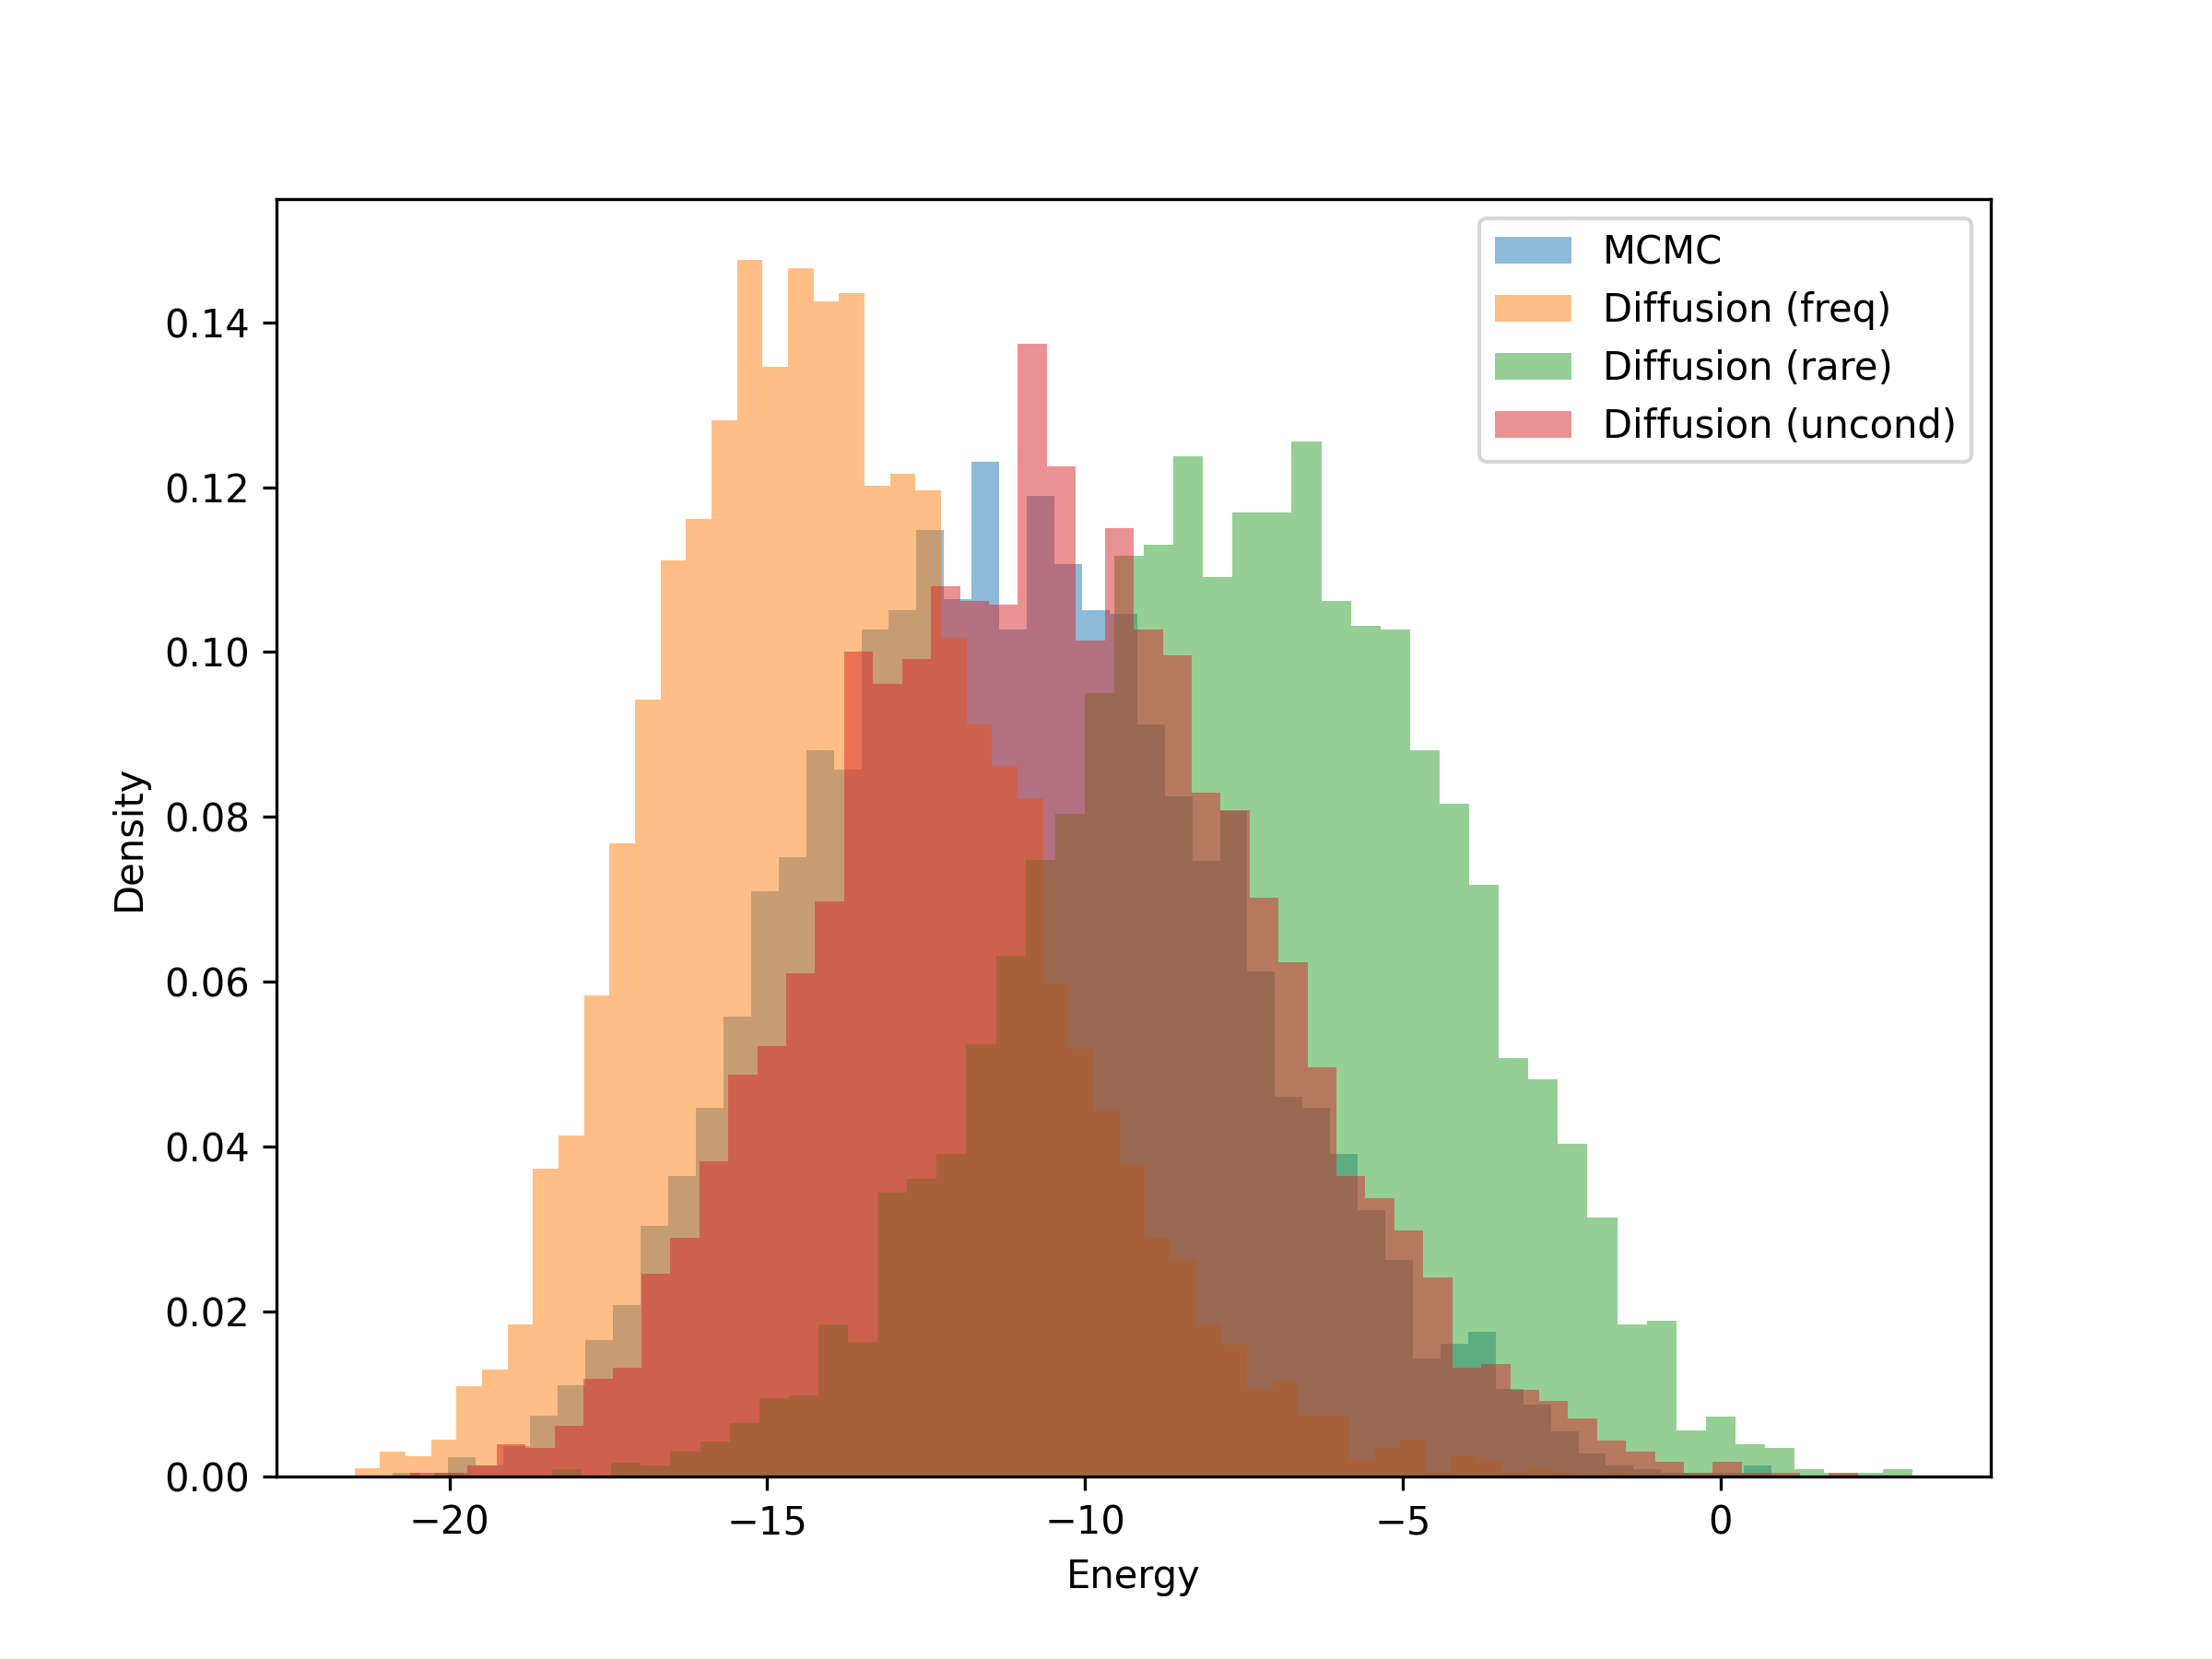 MCMC
Diffusion (freq)
Diffusion (rare)
Diffusion (uncond)
0.14
0.12
0.10
0.08
0.06
0.04
0.02
0.00
Density
−20 −15 −10 −5 0
Energy